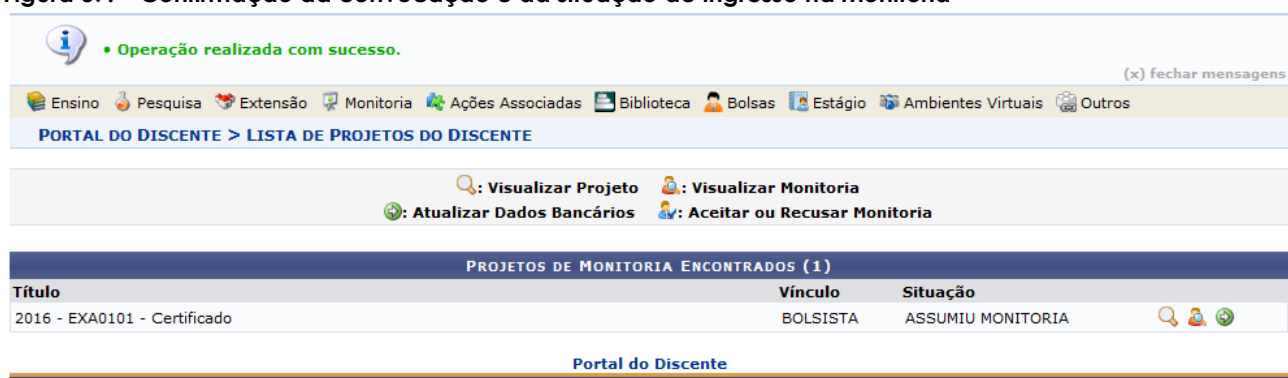 • Operação realizada com sucesso.
(x) fechar mensagens
Ensino Pesquisa Extensão Monitoria Ações Associadas Biblioteca Bolsas Estágio Ambientes Virtuais Outros
PORTAL DO DISCENTE > LISTA DE PROJETOS DO DISCENTE
: Visualizar Projeto : Visualizar Monitoria
: Atualizar Dados Bancários : Aceitar ou Recusar Monitoria
PROJETOS DE MONITORIA ENCONTRADOS (1)
Título Vínculo Situação
2016 - EXA0101 - Certificado BOLSISTA ASSUMIU MONITORIA
Portal do Discente